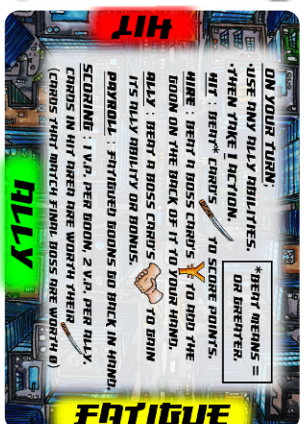 HIT
ON YOUR TURN:
-USE ANY ALLY ABILITIES.
-THEN TAKE 1 ACTION.
*BEAT MEANS =
OR GREATER.
HIT : BEAT* CARD'S TO SCORE POINTS.
HIRE : BEAT A BOSS CARD'S TO ADD THE
GOON ON THE BACK OF IT TO YOUR HAND.
ALLY : BEAT A BOSS CARD'S TO GAIN
ITS ALLY ABILITY OR BONUS.
PAYROLL : FATIGUED GOONS > BACK IN HAND.
SCORING : 1 V.P. PER GOON, 2 V.P. PER ALLY.
CARDS IN HIT AREA ARE WORTH THEIR
(CARDS THAT MATCH FINAL BOSS ARE WORTH 0)
ALLY
FATIGUE